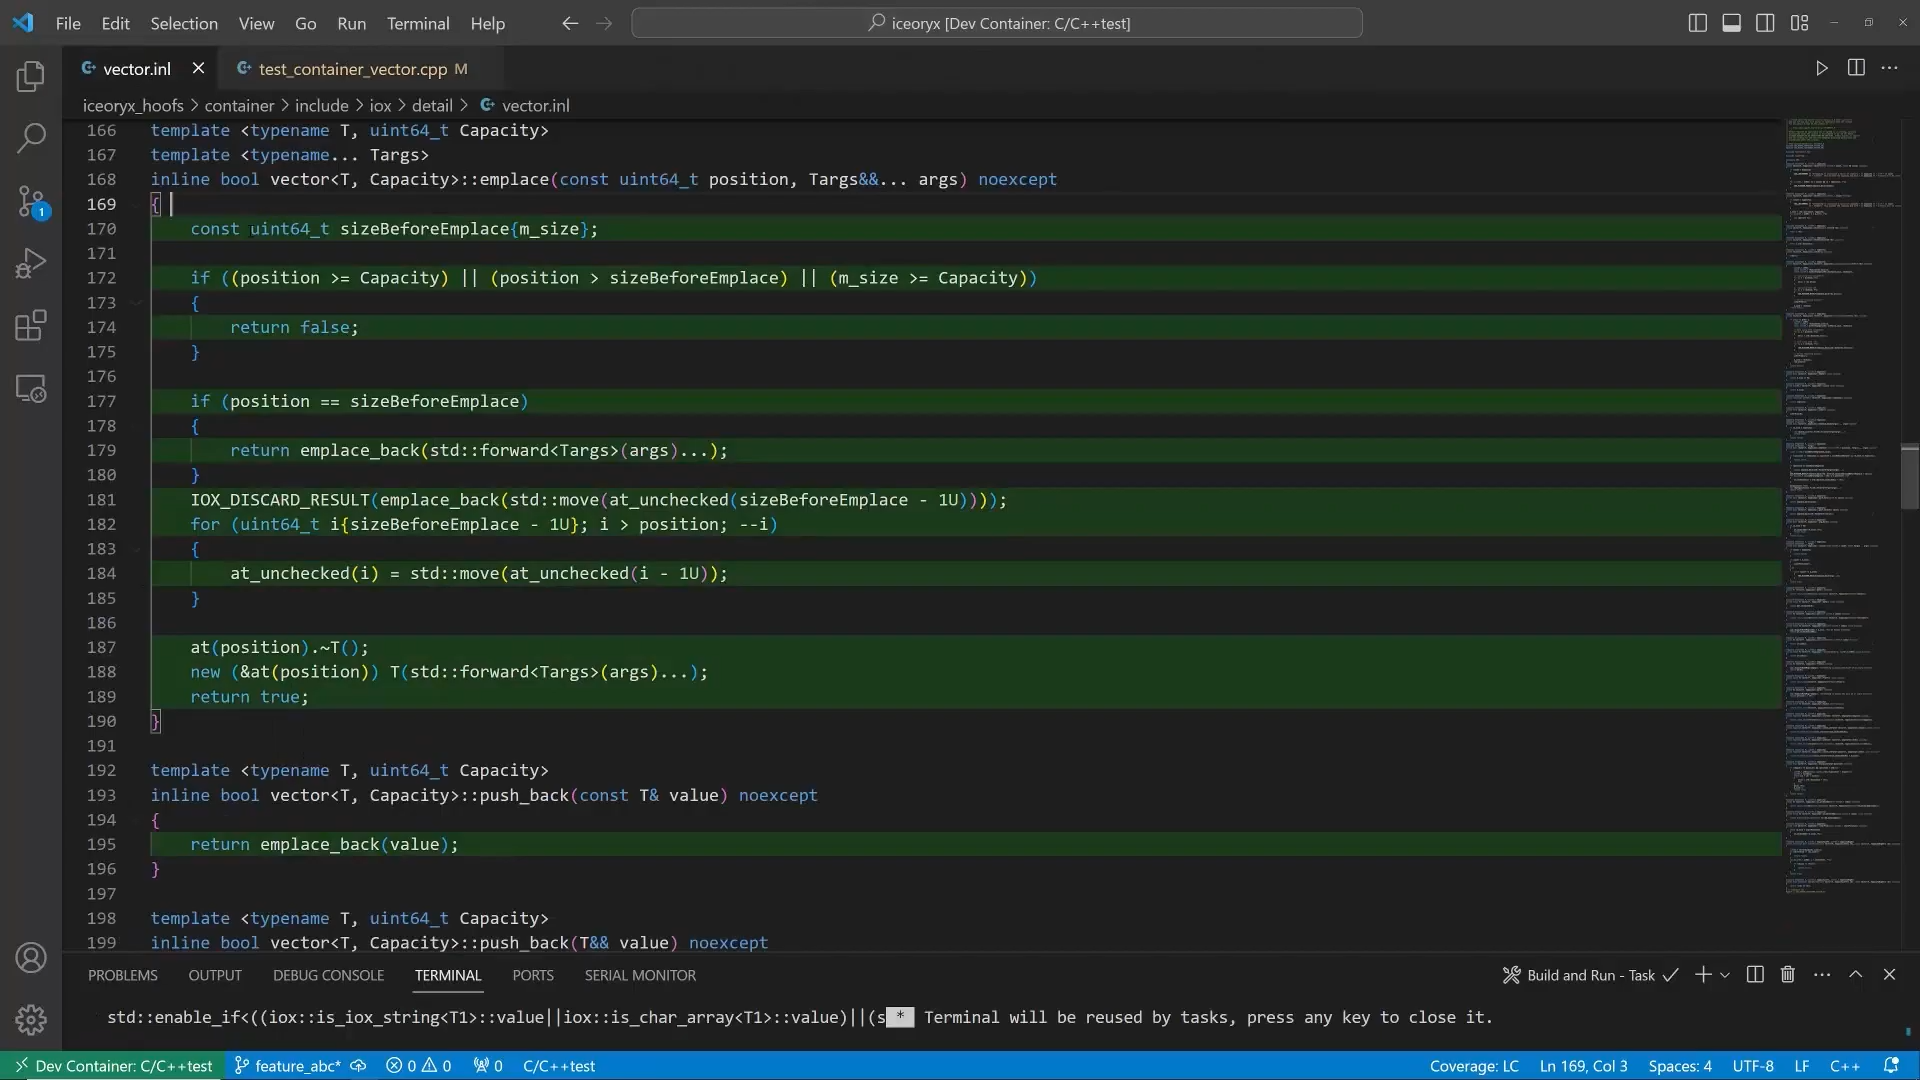 File Edit Selection View Go Run Terminal Help
iceoryx [Dev Container: C/C++test]
vector.inl
test_container_vector.cpp M
iceoryx_hoofs > container > include > iox > detail > vector.inl
166 template <typename T, uint64_t Capacity>
167 template <typename... Targs>
168 inline bool vector<T, Capacity>::emplace(const uint64_t position, Targs&&... args) noexcept
169 {
170 const uint64_t sizeBeforeEmplace{m_size};
171
172 if ((position >= Capacity) || (position > sizeBeforeEmplace) || (m_size >= Capacity))
173 {
174 return false;
175 }
176
177 if (position == sizeBeforeEmplace)
178 {
179 return emplace_back(std::forward<Targs>(args)...);
180 }
181 IOX_DISCARD_RESULT(emplace_back(std::move(at_unchecked(sizeBeforeEmplace - 1U))));
182 for (uint64_t i{sizeBeforeEmplace - 1U}; i > position; --i)
183 {
184 at_unchecked(i) = std::move(at_unchecked(i - 1U));
185 }
186
187 at(position).~T();
188 new (&at(position)) T(std::forward<Targs>(args)...);
189 return true;
190 }
191
192 template <typename T, uint64_t Capacity>
193 inline bool vector<T, Capacity>::push_back(const T& value) noexcept
194 {
195 return emplace_back(value);
196 }
197
198 template <typename T, uint64_t Capacity>
199 inline bool vector<T, Capacity>::push_back(T&& value) noexcept
PROBLEMS OUTPUT DEBUG CONSOLE TERMINAL PORTS SERIAL MONITOR
Build and Run - Task
std::enable_if<((iox::is_iox_string<T1>::value||iox::is_char_array<T1>::value)||(s * Terminal will be reused by tasks, press any key to close it.
1
Dev Container: C/C++test feature_abc* 0 0 0 C/C++test
Coverage: LC Ln 169, Col 3 Spaces: 4 UTF-8 LF C++